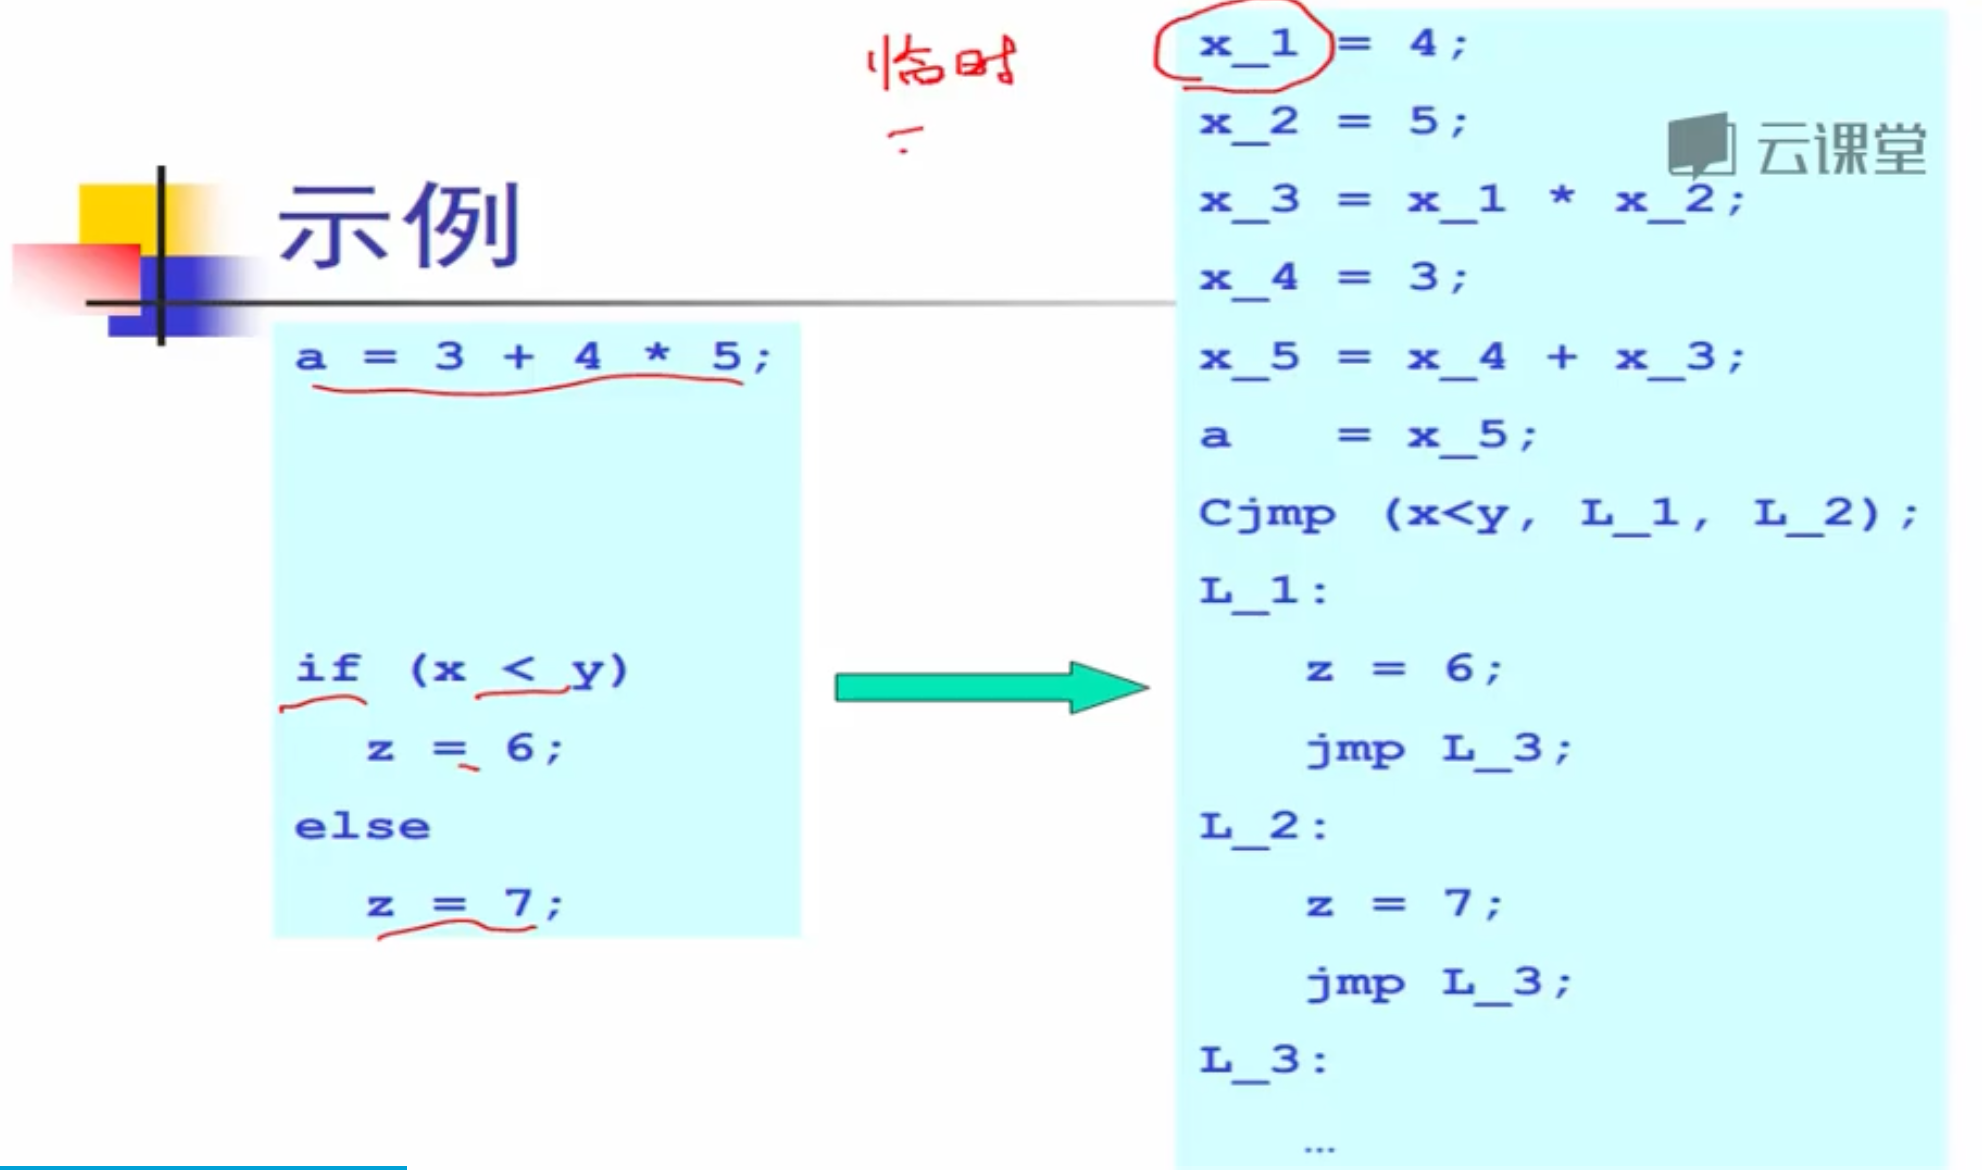 临时
云课堂
示例
a = 3 + 4 * 5;
if (x < y)
   z = 6;
else
   z = 7;
x_1 = 4;
x_2 = 5;
x_3 = x_1 * x_2;
x_4 = 3;
x_5 = x_4 + x_3;
a   = x_5;
Cjmp (x<y, L_1, L_2);
L_1:
   z = 6;
   jmp L_3;
L_2:
   z = 7;
   jmp L_3;
L_3:
   …